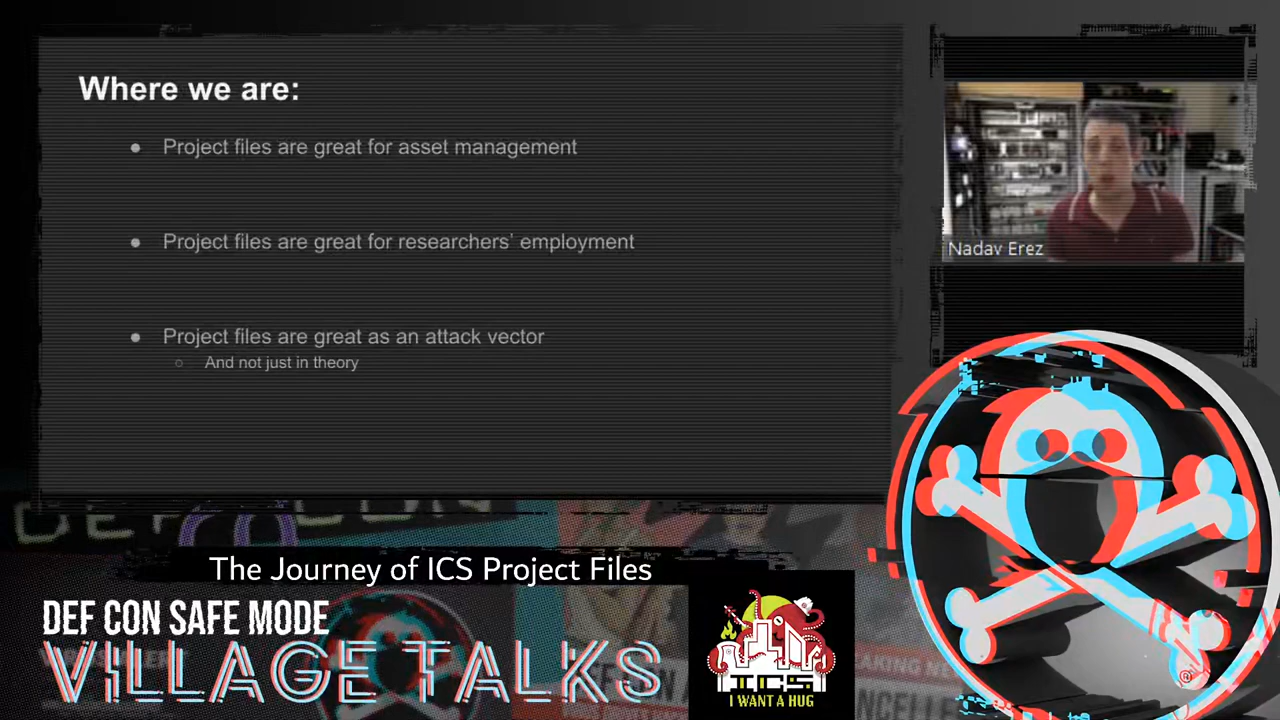 Where we are:
● Project files are great for asset management
● Project files are great for researchers’ employment
● Project files are great as an attack vector
○ And not just in theory
Nadav Erez
DEF CON
The Journey of ICS Project Files
DEF CON SAFE MODE
VILLAGE TALKS
ICS
I WANT A HUG
®